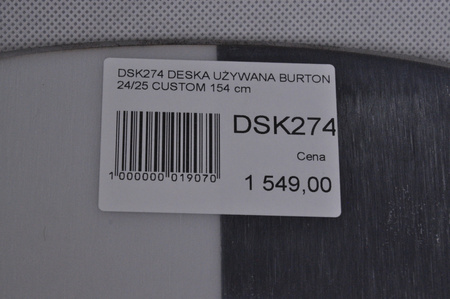 DSK274 DESKA UŻYWANA BURTON
24/25 CUSTOM 154 cm
DSK274
Cena
1 000000 019070
1 549,00